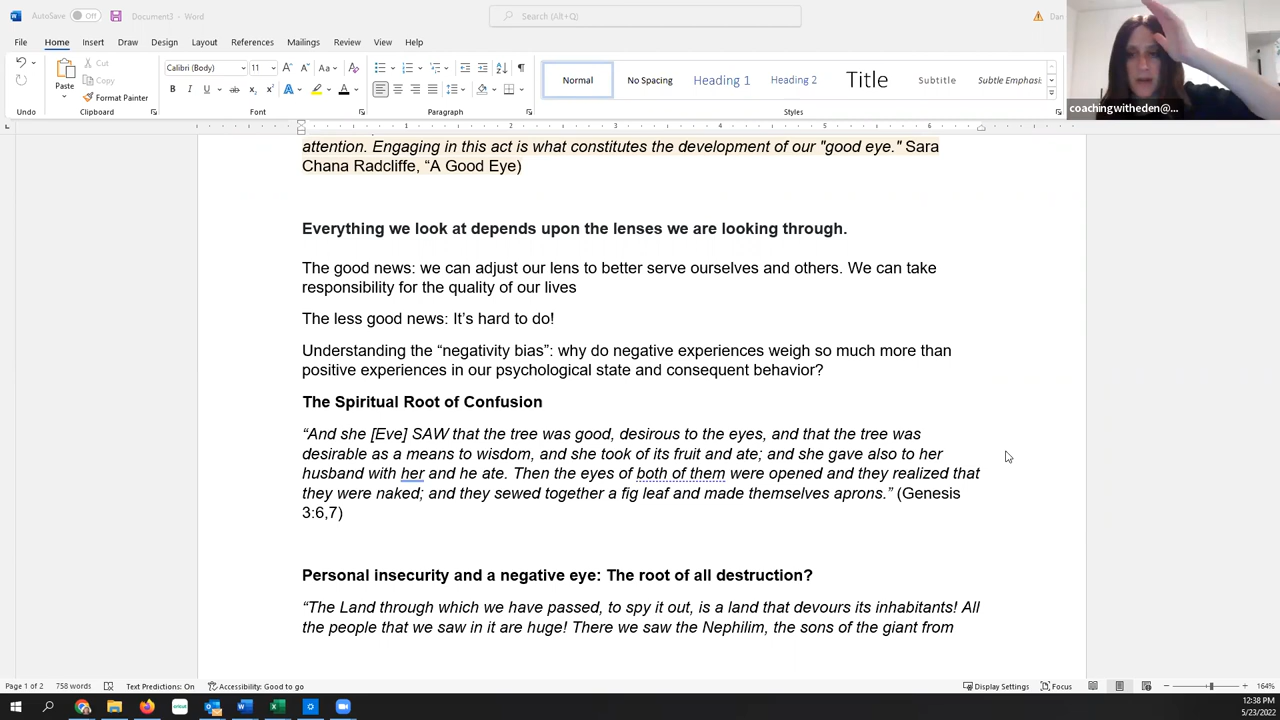 AutoSave Off Document3 - Word Search (Alt+Q) Dan
File Home Insert Draw Design Layout References Mailings Review View Help
Cut Calibri (Body) 11 Aa
Paste Copy Normal No Spacing Heading 1 Heading 2 Title Subtitle Subtle Emphasi...
Format Painter B I U ab A A
Undo Clipboard Font Paragraph Styles
coachingwitheden@...
1 2 3 4 5 6
attention. Engaging in this act is what constitutes the development of our "good eye." Sara
Chana Radcliffe, “A Good Eye)
Everything we look at depends upon the lenses we are looking through.
The good news: we can adjust our lens to better serve ourselves and others. We can take
responsibility for the quality of our lives
The less good news: It’s hard to do!
Understanding the “negativity bias”: why do negative experiences weigh so much more than
positive experiences in our psychological state and consequent behavior?
The Spiritual Root of Confusion
“And she [Eve] SAW that the tree was good, desirous to the eyes, and that the tree was
desirable as a means to wisdom, and she took of its fruit and ate; and she gave also to her
husband with her and he ate. Then the eyes of both of them were opened and they realized that
they were naked; and they sewed together a fig leaf and made themselves aprons.” (Genesis
3:6,7)
Personal insecurity and a negative eye: The root of all destruction?
“The Land through which we have passed, to spy it out, is a land that devours its inhabitants! All
the people that we saw in it are huge! There we saw the Nephilim, the sons of the giant from
Page 1 of 2 758 words Text Predictions: On Accessibility: Good to go Display Settings Focus 164%
12:38 PM
5/23/2022